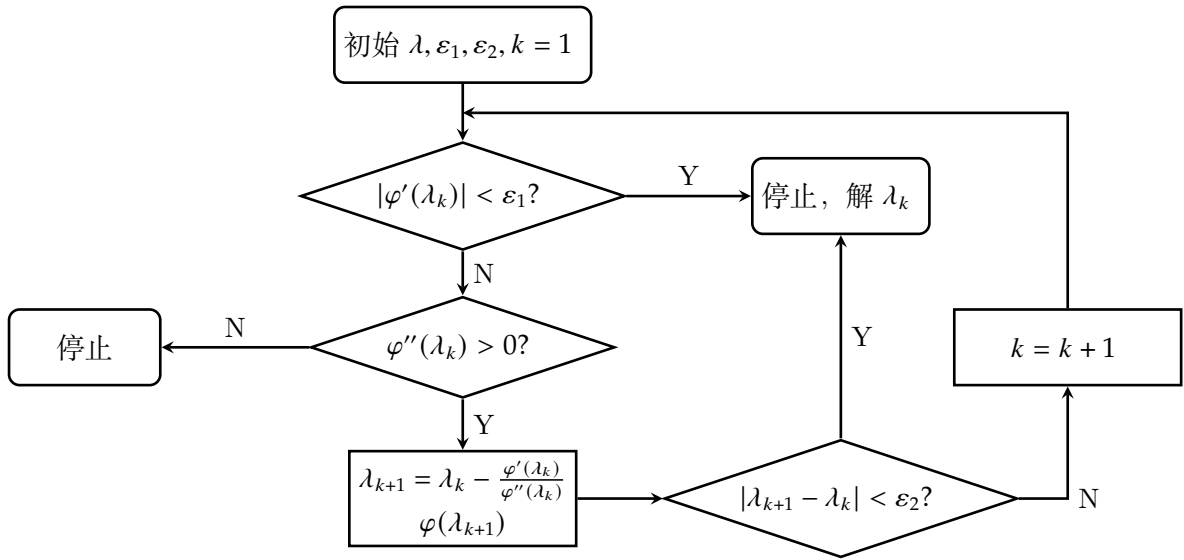 初始 λ, ε₁, ε₂, k = 1
|φ′(λₖ)| < ε₁?
Y
停止，解 λₖ
N
停止
N
φ′′(λₖ) > 0?
Y
k = k + 1
Y
λₖ₊₁ = λₖ − φ′(λₖ)/φ′′(λₖ)
φ(λₖ₊₁)
|λₖ₊₁ − λₖ| < ε₂?
N